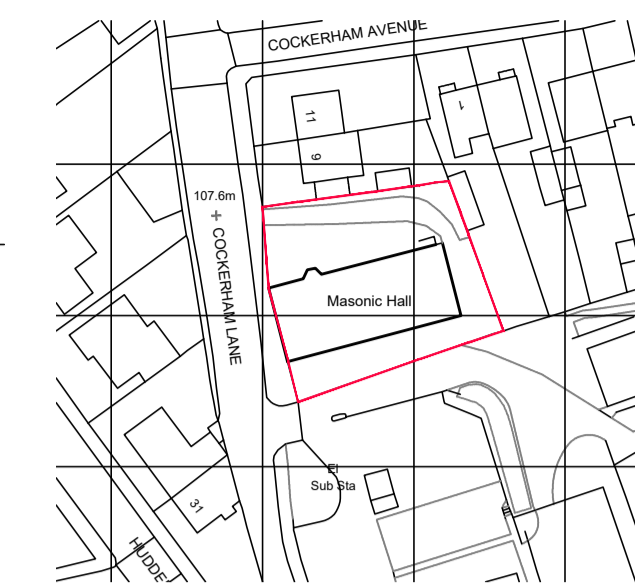 COCKERHAM AVENUE
11
1
9
107.6m
COCKERHAM LANE
Masonic Hall
El
Sub Sta
31
HUDDE